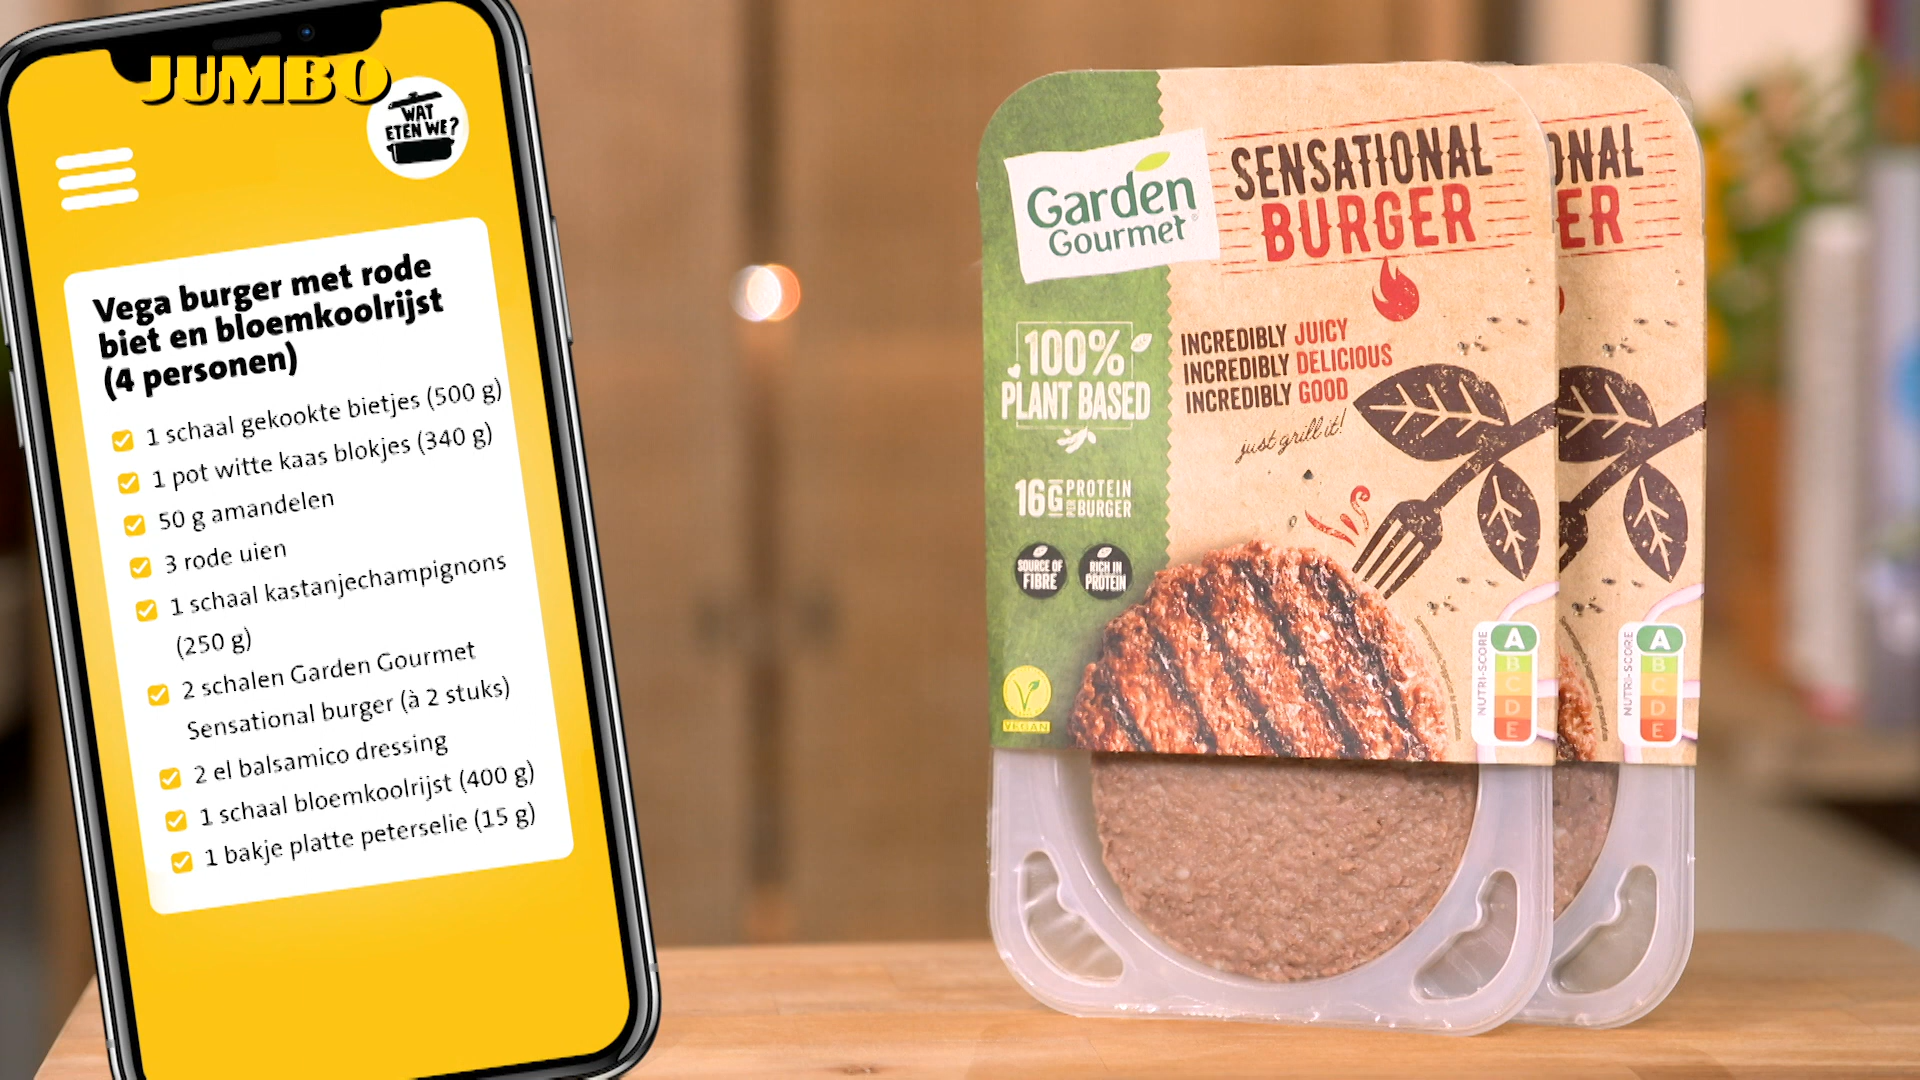 JUMBO
WAT
ETEN WE?
Vega burger met rode
biet en bloemkoolrijst
(4 personen)
1 schaal gekookte bietjes (500 g)
1 pot witte kaas blokjes (340 g)
50 g amandelen
3 rode uien
1 schaal kastanjechampignons
(250 g)
2 schalen Garden Gourmet
Sensational burger (à 2 stuks)
2 el balsamico dressing
1 schaal bloemkoolrijst (400 g)
1 bakje platte peterselie (15 g)
Garden
Gourmet
SENSATIONAL
BURGER
100%
PLANT BASED
INCREDIBLY JUICY
INCREDIBLY DELICIOUS
INCREDIBLY GOOD
just grill it!
16G PROTEIN
PER BURGER
SOURCE OF
FIBRE
RICH IN
PROTEIN
VEGAN
NUTRI-SCORE
A
B
C
D
E
ONAL
ER
NUTRI-SCORE
A
B
C
D
E